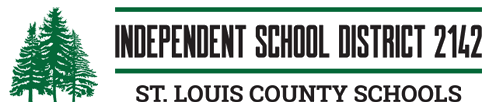 INDEPENDENT SCHOOL DISTRICT 2142
ST. LOUIS COUNTY SCHOOLS